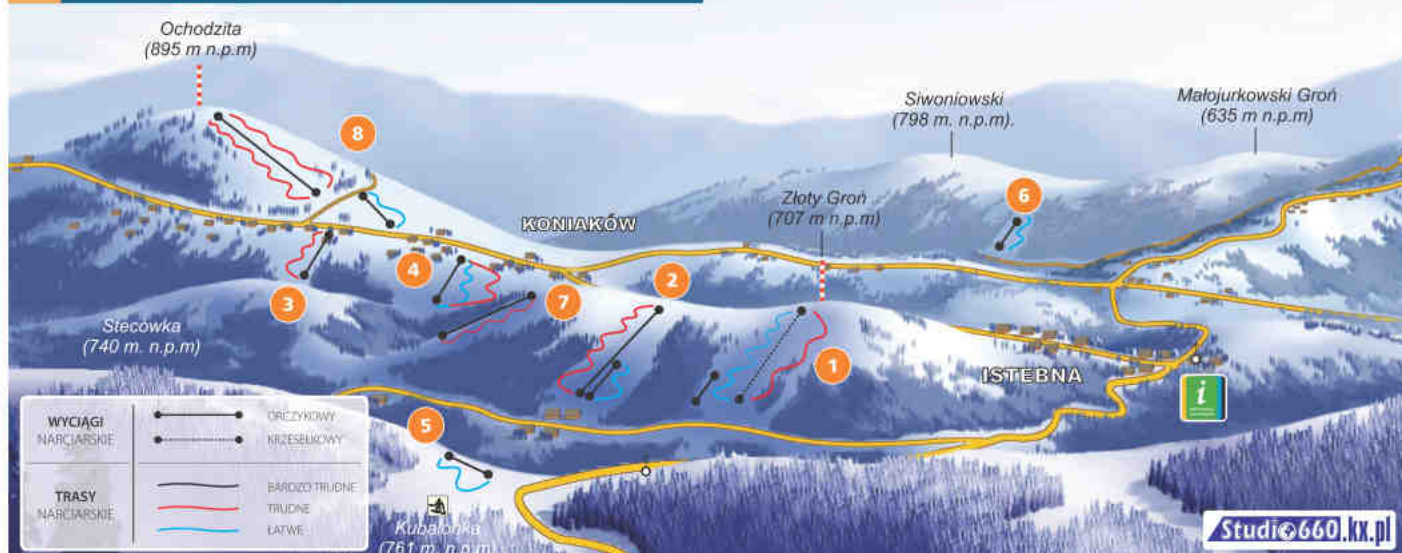 Ochodzita
(895 m n.p.m)
Siwoniowski
(798 m. n.p.m).
Małojurkowski Groń
(635 m n.p.m)
8
6
Złoty Groń
(707 m n.p.m)
KONIAKÓW
4
2
3
7
Stecówka
(740 m. n.p.m)
1
ISTEBNA
i
5
WYCIĄGI
NARCIARSKIE
ORCZYKOWY
KRZESEŁKOWY
TRASY
NARCIARSKIE
BARDZO TRUDNE
TRUDNE
ŁATWE
Kubalonka
(761 m. n.p.m)
Studio660.kx.pl